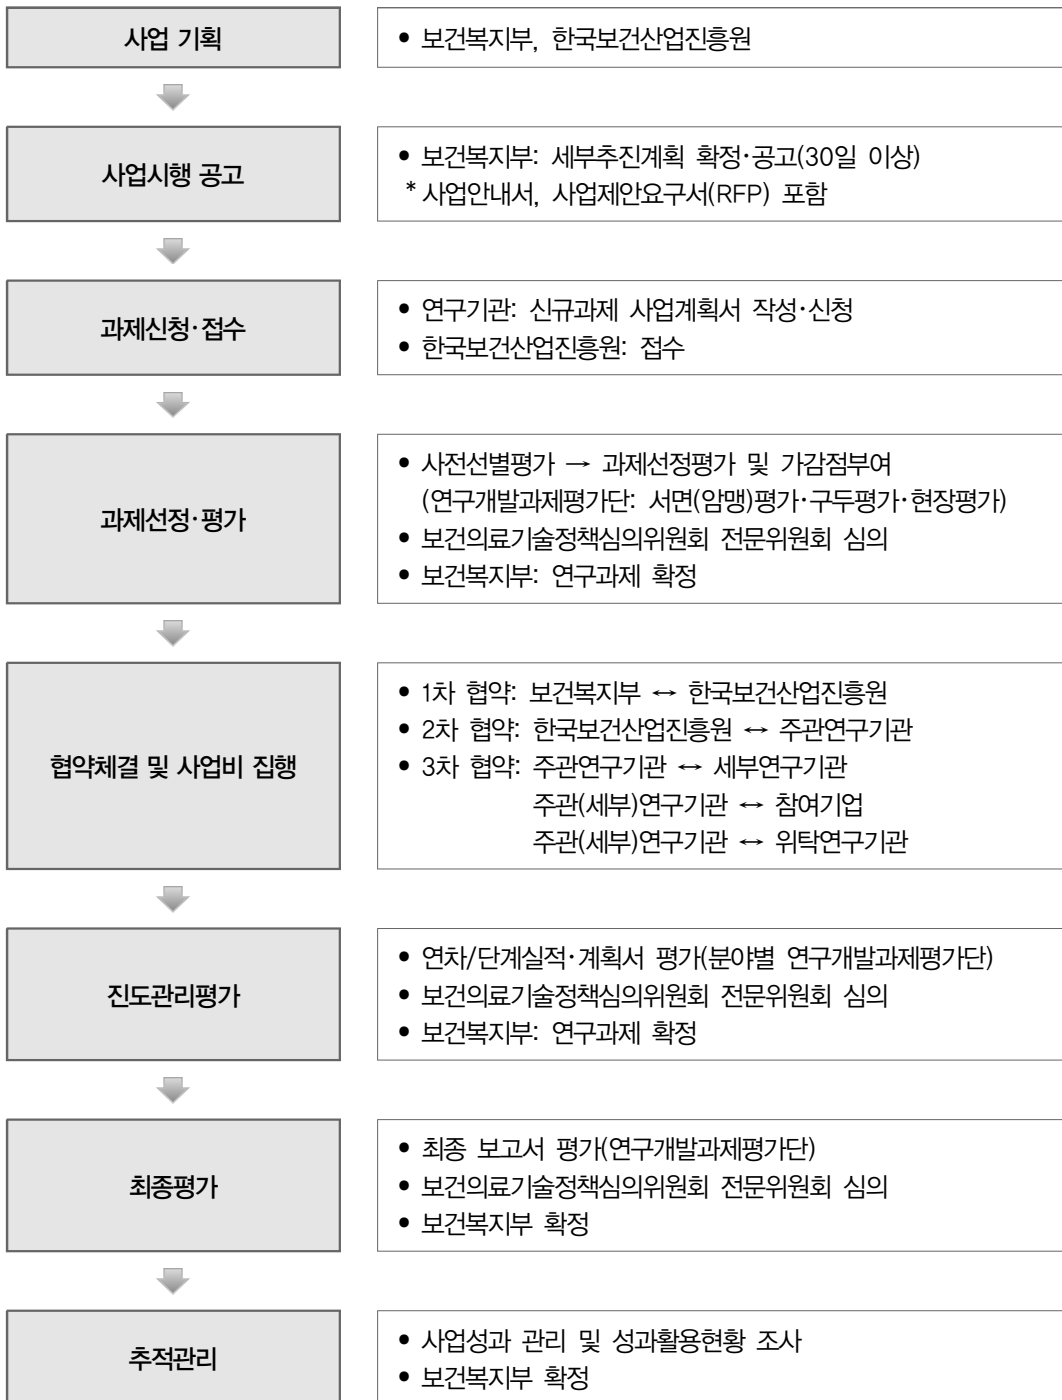 사업 기획
• 보건복지부, 한국보건산업진흥원
사업시행 공고
• 보건복지부: 세부추진계획 확정·공고(30일 이상)
* 사업안내서, 사업제안요구서(RFP) 포함
과제신청·접수
• 연구기관: 신규과제 사업계획서 작성·신청
• 한국보건산업진흥원: 접수
과제선정·평가
• 사전선별평가 → 과제선정평가 및 가감점부여
(연구개발과제평가단: 서면(암맹)평가·구두평가·현장평가)
• 보건의료기술정책심의위원회 전문위원회 심의
• 보건복지부: 연구과제 확정
협약체결 및 사업비 집행
• 1차 협약: 보건복지부 ↔ 한국보건산업진흥원
• 2차 협약: 한국보건산업진흥원 ↔ 주관연구기관
• 3차 협약: 주관연구기관 ↔ 세부연구기관
주관(세부)연구기관 ↔ 참여기업
주관(세부)연구기관 ↔ 위탁연구기관
진도관리평가
• 연차/단계실적·계획서 평가(분야별 연구개발과제평가단)
• 보건의료기술정책심의위원회 전문위원회 심의
• 보건복지부: 연구과제 확정
최종평가
• 최종 보고서 평가(연구개발과제평가단)
• 보건의료기술정책심의위원회 전문위원회 심의
• 보건복지부 확정
추적관리
• 사업성과 관리 및 성과활용현황 조사
• 보건복지부 확정